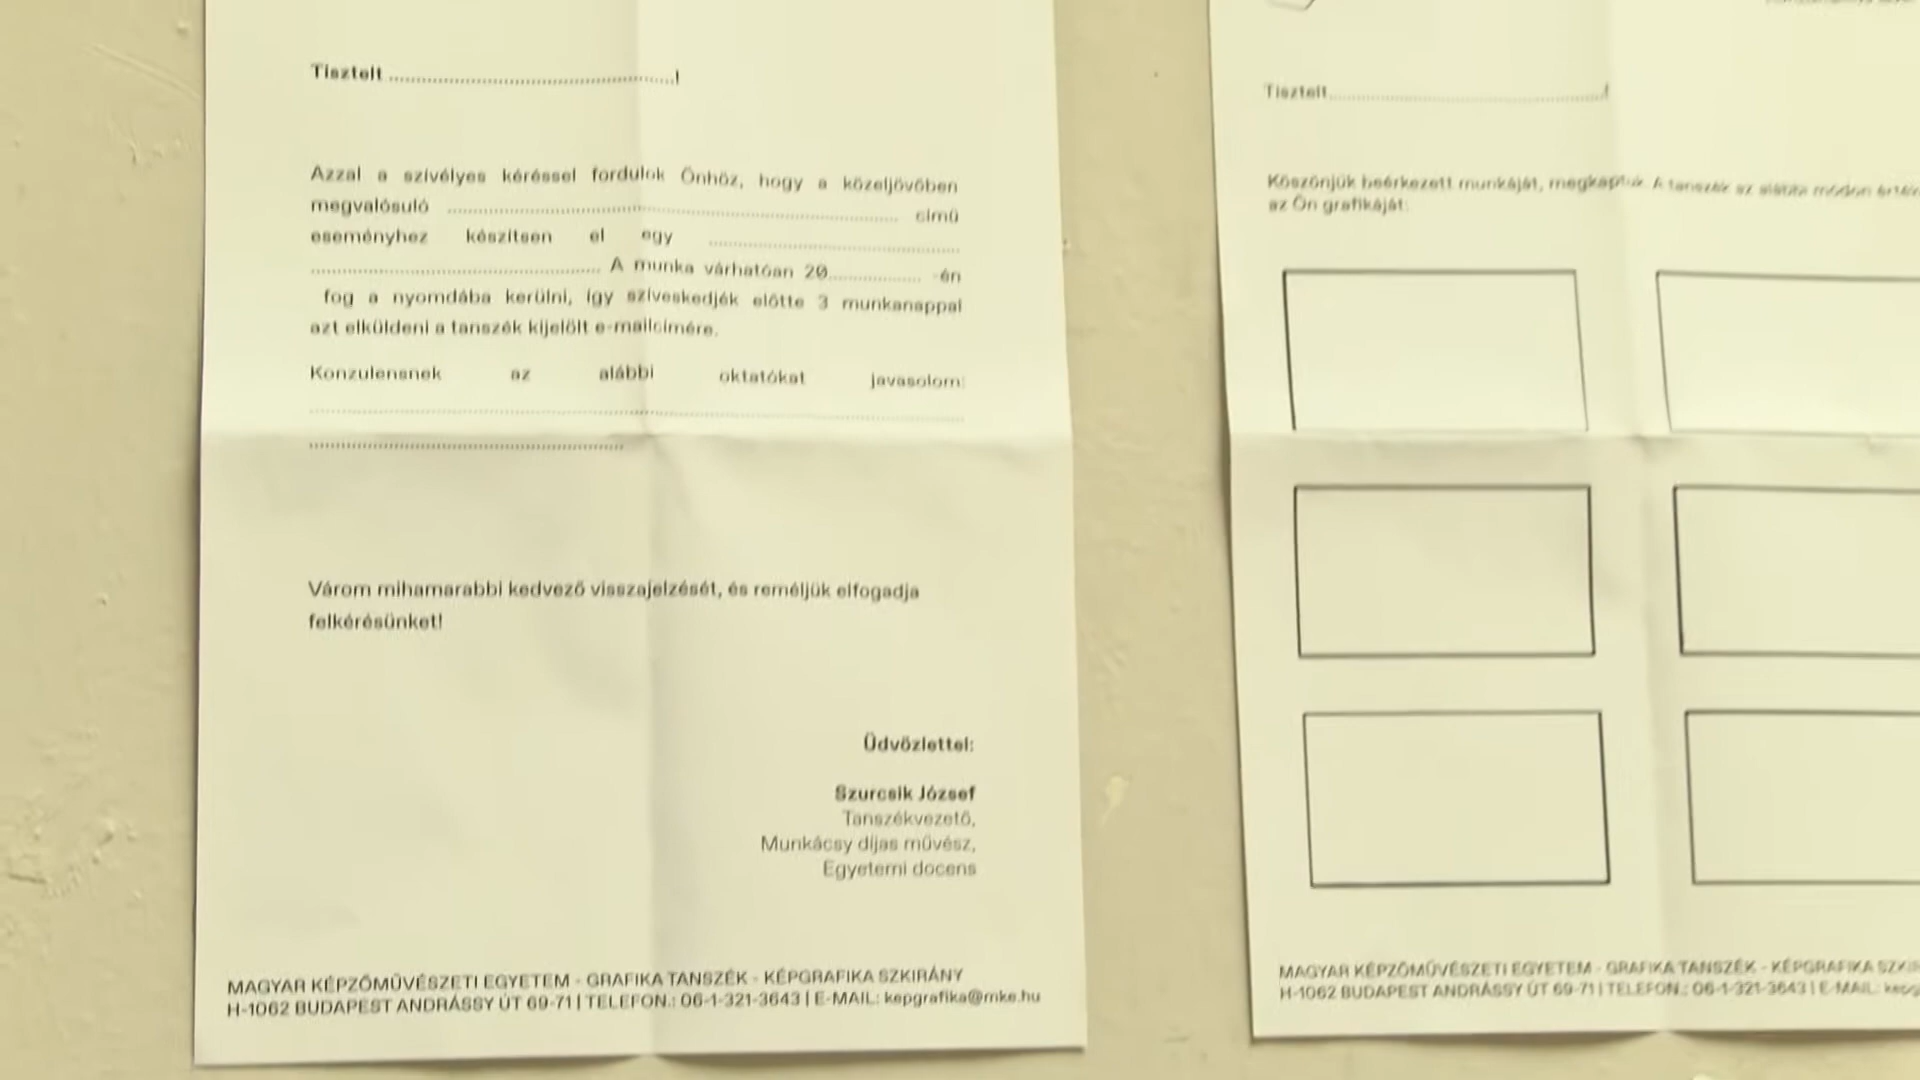 Tisztelt ........................................!
Azzal a szívélyes kéréssel fordulok Önhöz, hogy a közeljövőben
megvalósuló ........................................ című
eseményhez készítsen el egy ........................................
........................................ A munka várhatóan 20................ -én
fog a nyomdába kerülni, így szíveskedjék előtte 3 munkanappal
azt elküldeni a tanszék kijelölt e-mailcímére.
Konzulensnek az alábbi oktatókat javasolom:
........................................
........................................
Várom mihamarabbi kedvező visszajelzését, és reméljük elfogadja
felkérésünket!
Üdvözlettel:
Szurcsik József
Tanszékvezető,
Munkácsy díjas művész,
Egyetemi docens
MAGYAR KÉPZŐMŰVÉSZETI EGYETEM - GRAFIKA TANSZÉK - KÉPGRAFIKA SZKIRÁNY
H-1062 BUDAPEST ANDRÁSSY ÚT 69-71 | TELEFON.: 06-1-321-3643 | E-MAIL: kepgrafika@mke.hu
Tisztelt........................................!
Köszönjük beérkezett munkáját, megkaptuk. A tanszék az alábbi módon
az Ön grafikáját:
MAGYAR KÉPZŐMŰVÉSZETI EGYETEM - GRAFIKA TANSZÉK - KÉPGRAFIKA
H-1062 BUDAPEST ANDRÁSSY ÚT 69-71 | TELEFON.: 06-1-321-3643 | E-MAIL: